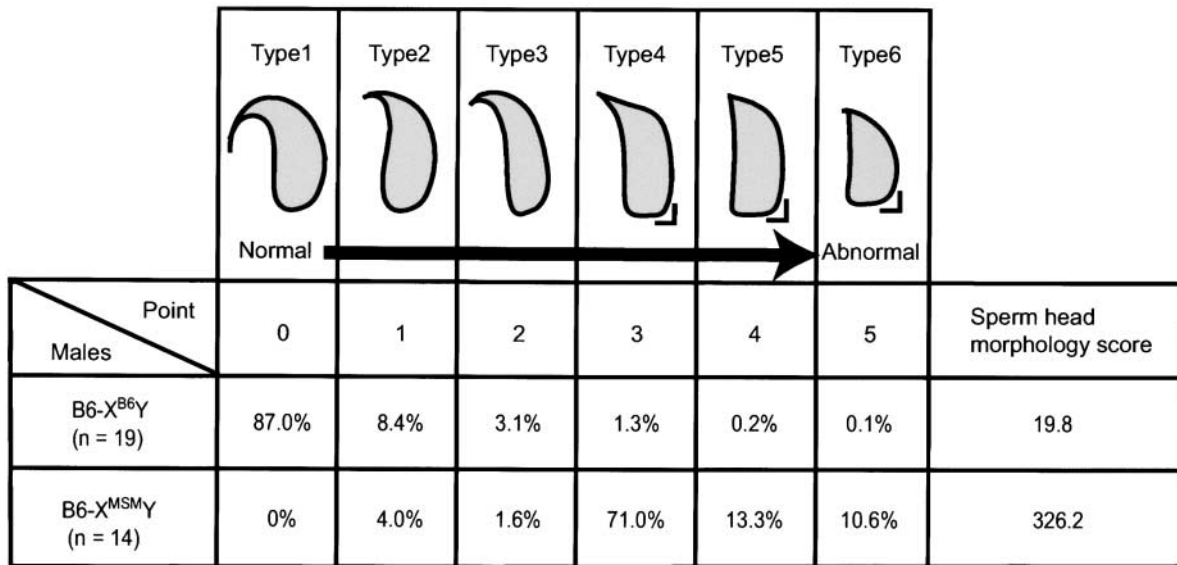 Type1 Type2 Type3 Type4 Type5 Type6
Normal Abnormal
Point 0 1 2 3 4 5 Sperm head
Males morphology score
B6-X^B6Y 87.0% 8.4% 3.1% 1.3% 0.2% 0.1% 19.8
(n = 19)
B6-X^MSMY 0% 4.0% 1.6% 71.0% 13.3% 10.6% 326.2
(n = 14)